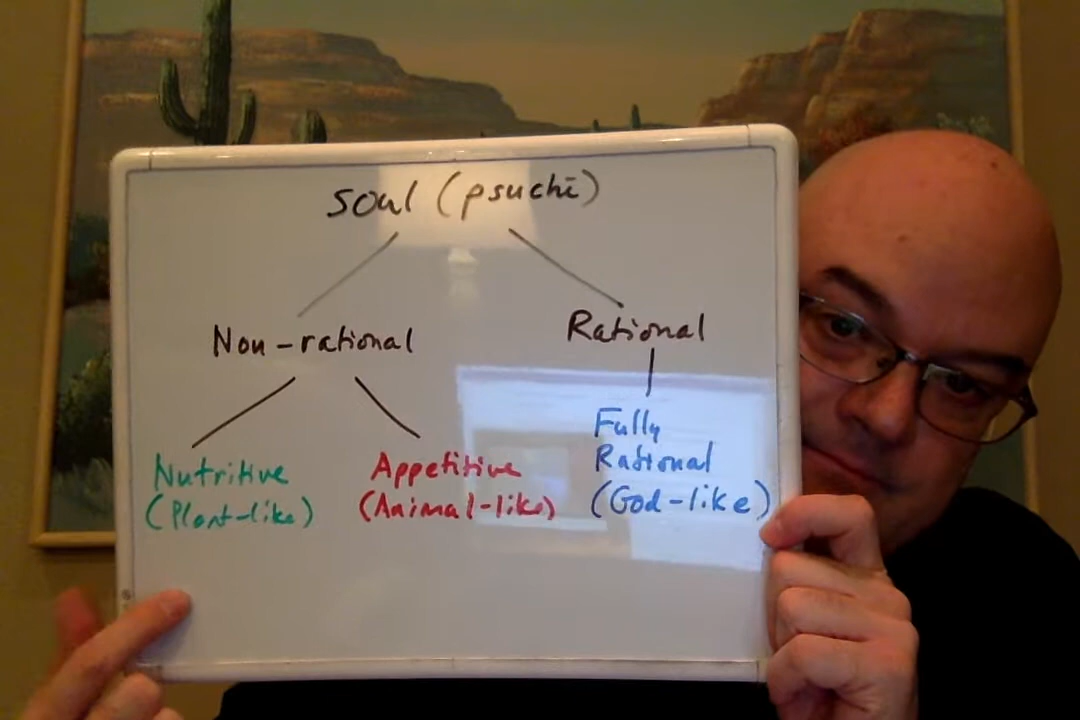 Soul (psuchē)
Non-rational
Rational
Nutritive
(Plant-like)
Appetitive
(Animal-like)
Fully
Rational
(God-like)